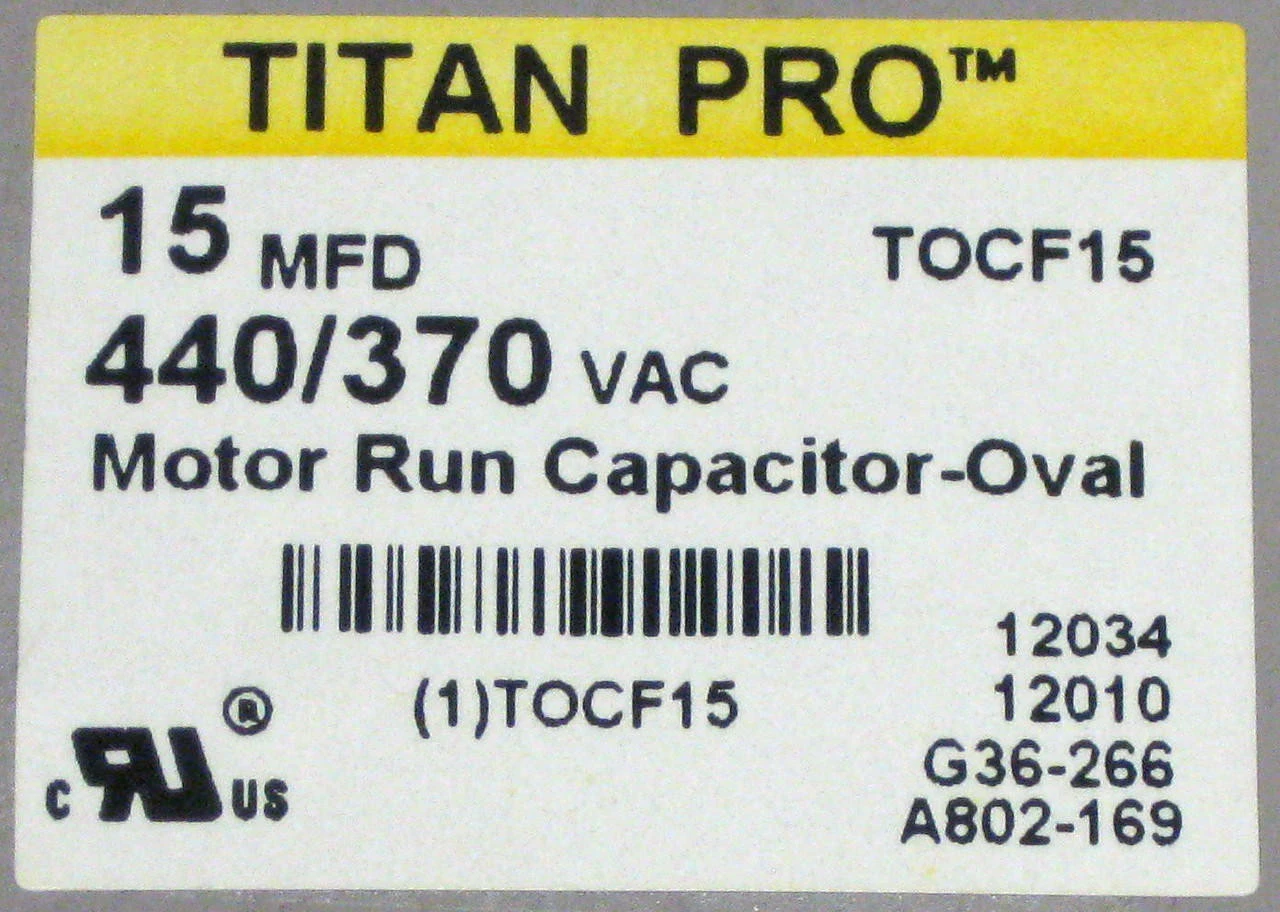 TITAN PRO™
15 MFD TOCF15
440/370 VAC
Motor Run Capacitor-Oval
12034
(1)TOCF15 12010
G36-266
A802-169
c RU® US